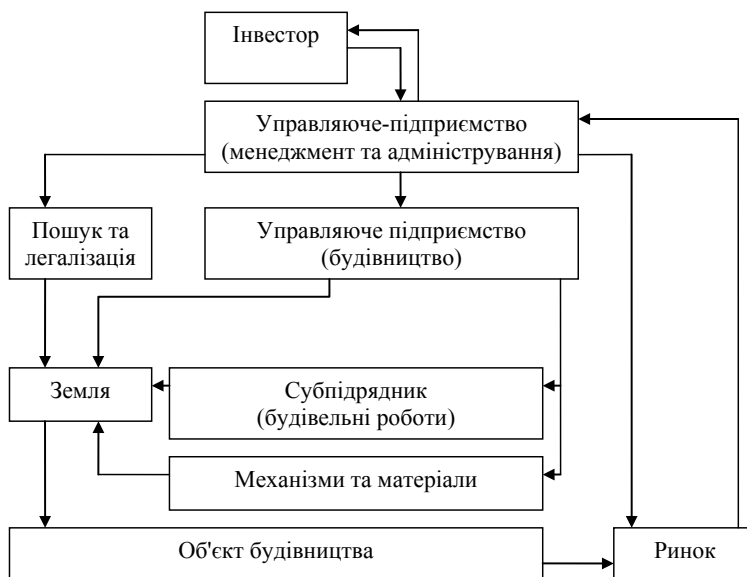 Інвестор
Управляюче-підприємство
(менеджмент та адміністрування)
Пошук та
легалізація
Управляюче підприємство
(будівництво)
Земля
Субпідрядник
(будівельні роботи)
Механізми та матеріали
Об'єкт будівництва
Ринок